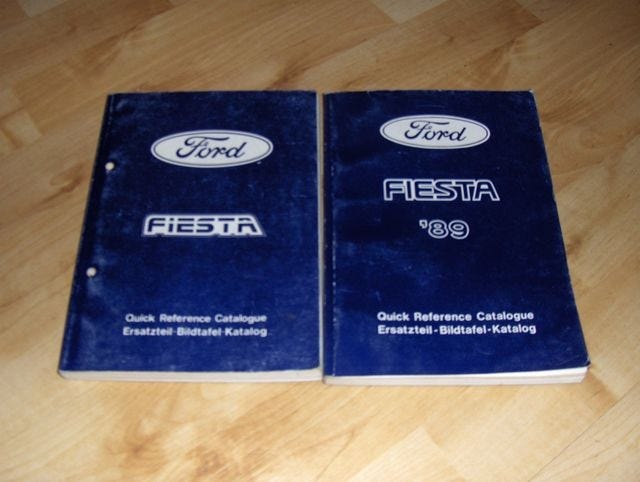 Ford
FiESTA
Quick Reference Catalogue
Ersatzteil-Bildtafel-Katalog
Ford
FIESTA
'89
Quick Reference Catalogue
Ersatzteil-Bildtafel-Katalog